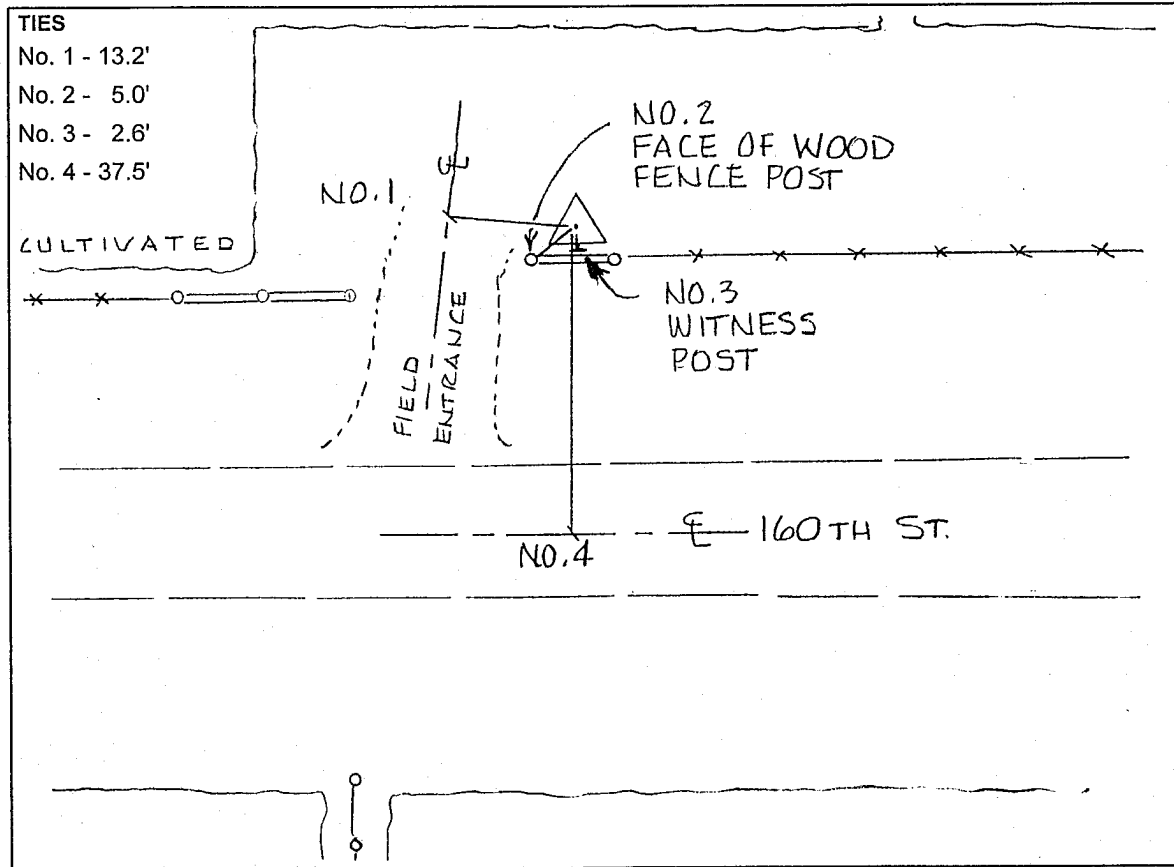 TIES
No. 1 - 13.2'
No. 2 - 5.0'
No. 3 - 2.6'
No. 4 - 37.5'
NO.2
FACE OF WOOD
FENCE POST
℄
NO.1
CULTIVATED
NO.3
WITNESS
POST
FIELD
ENTRANCE
℄ 160TH ST.
NO.4